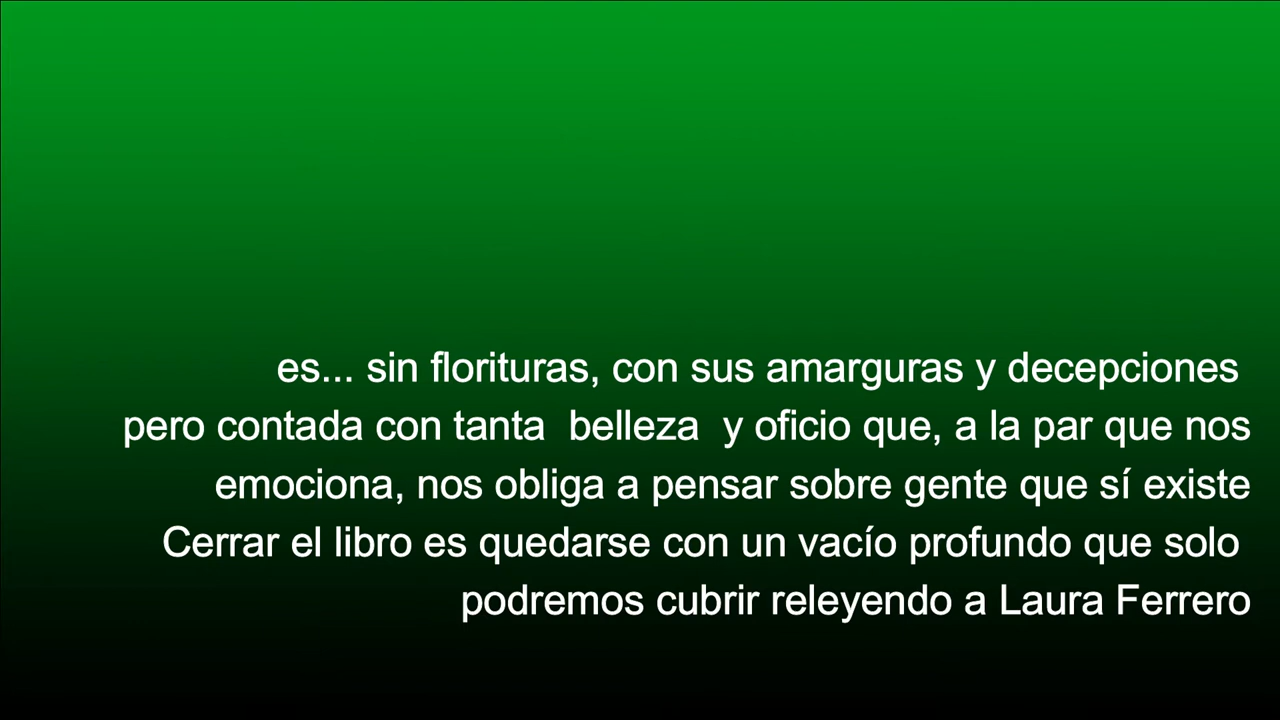 es... sin florituras, con sus amarguras y decepciones
pero contada con tanta  belleza  y oficio que, a la par que nos
emociona, nos obliga a pensar sobre gente que sí existe
Cerrar el libro es quedarse con un vacío profundo que solo
podremos cubrir releyendo a Laura Ferrero